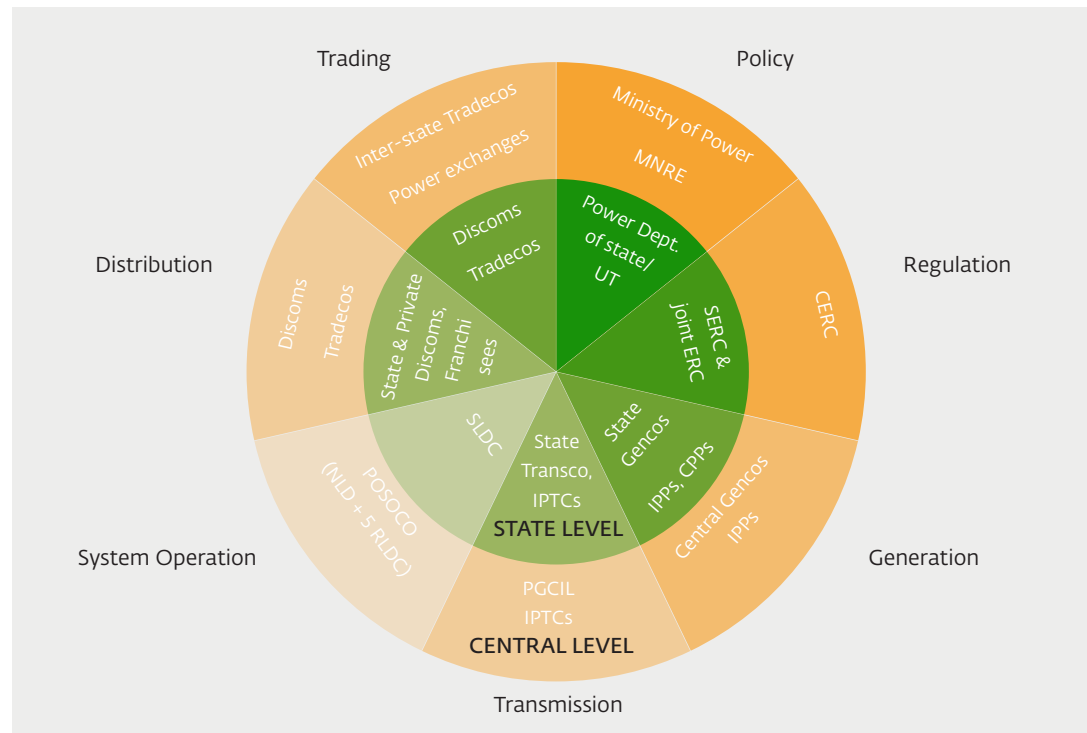 Trading
Policy
Inter-state Tradecos
Power exchanges
Ministry of Power
MNRE
Discoms
Tradecos
Power Dept.
of state/
UT
Distribution
Regulation
Discoms
Tradecos
State & Private
Discoms,
Franchi
sees
SERC &
joint ERC
CERC
SLDC
State
Transco,
IPTCs
STATE LEVEL
State
Gencos
IPPs, CPPs
POSOCO
(NLD + 5 RLDC)
Central Gencos
IPPs
System Operation
Generation
PGCIL
IPTCs
CENTRAL LEVEL
Transmission